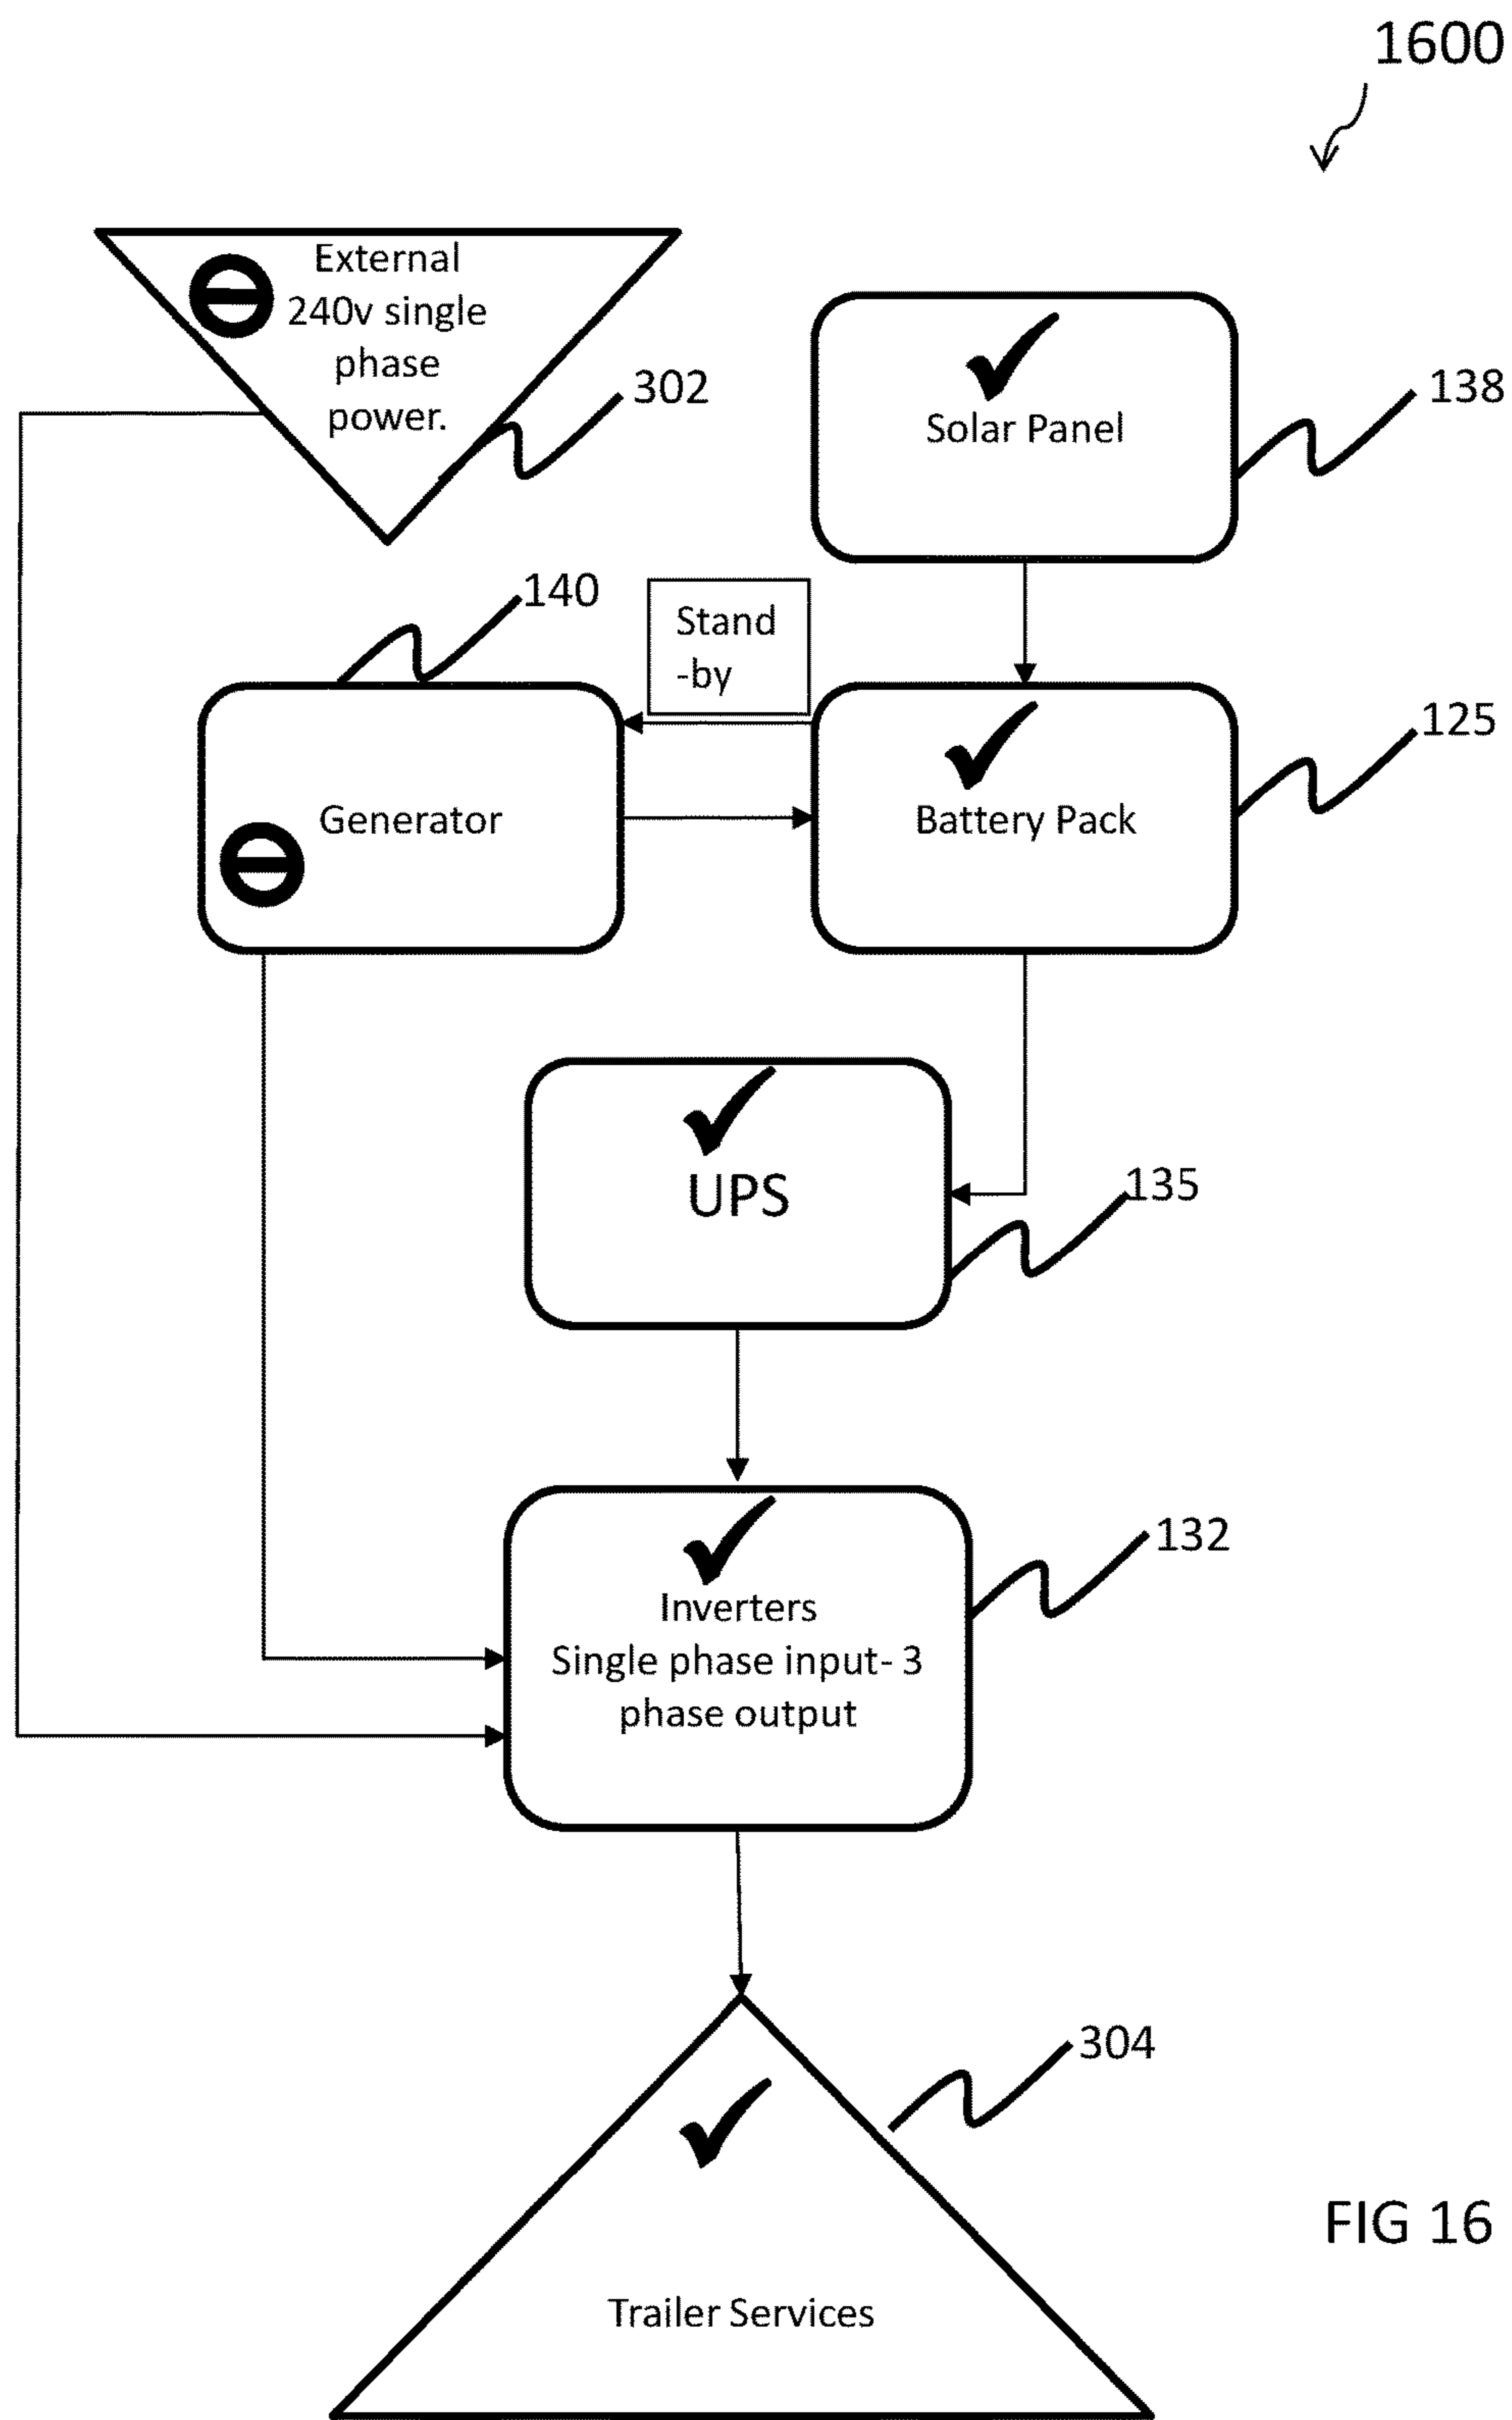 1600
External
240v single
phase
power.
302
Solar Panel
138
140
Stand
-by
Generator
Battery Pack
125
UPS
135
Inverters
Single phase input- 3
phase output
132
304
Trailer Services
FIG 16